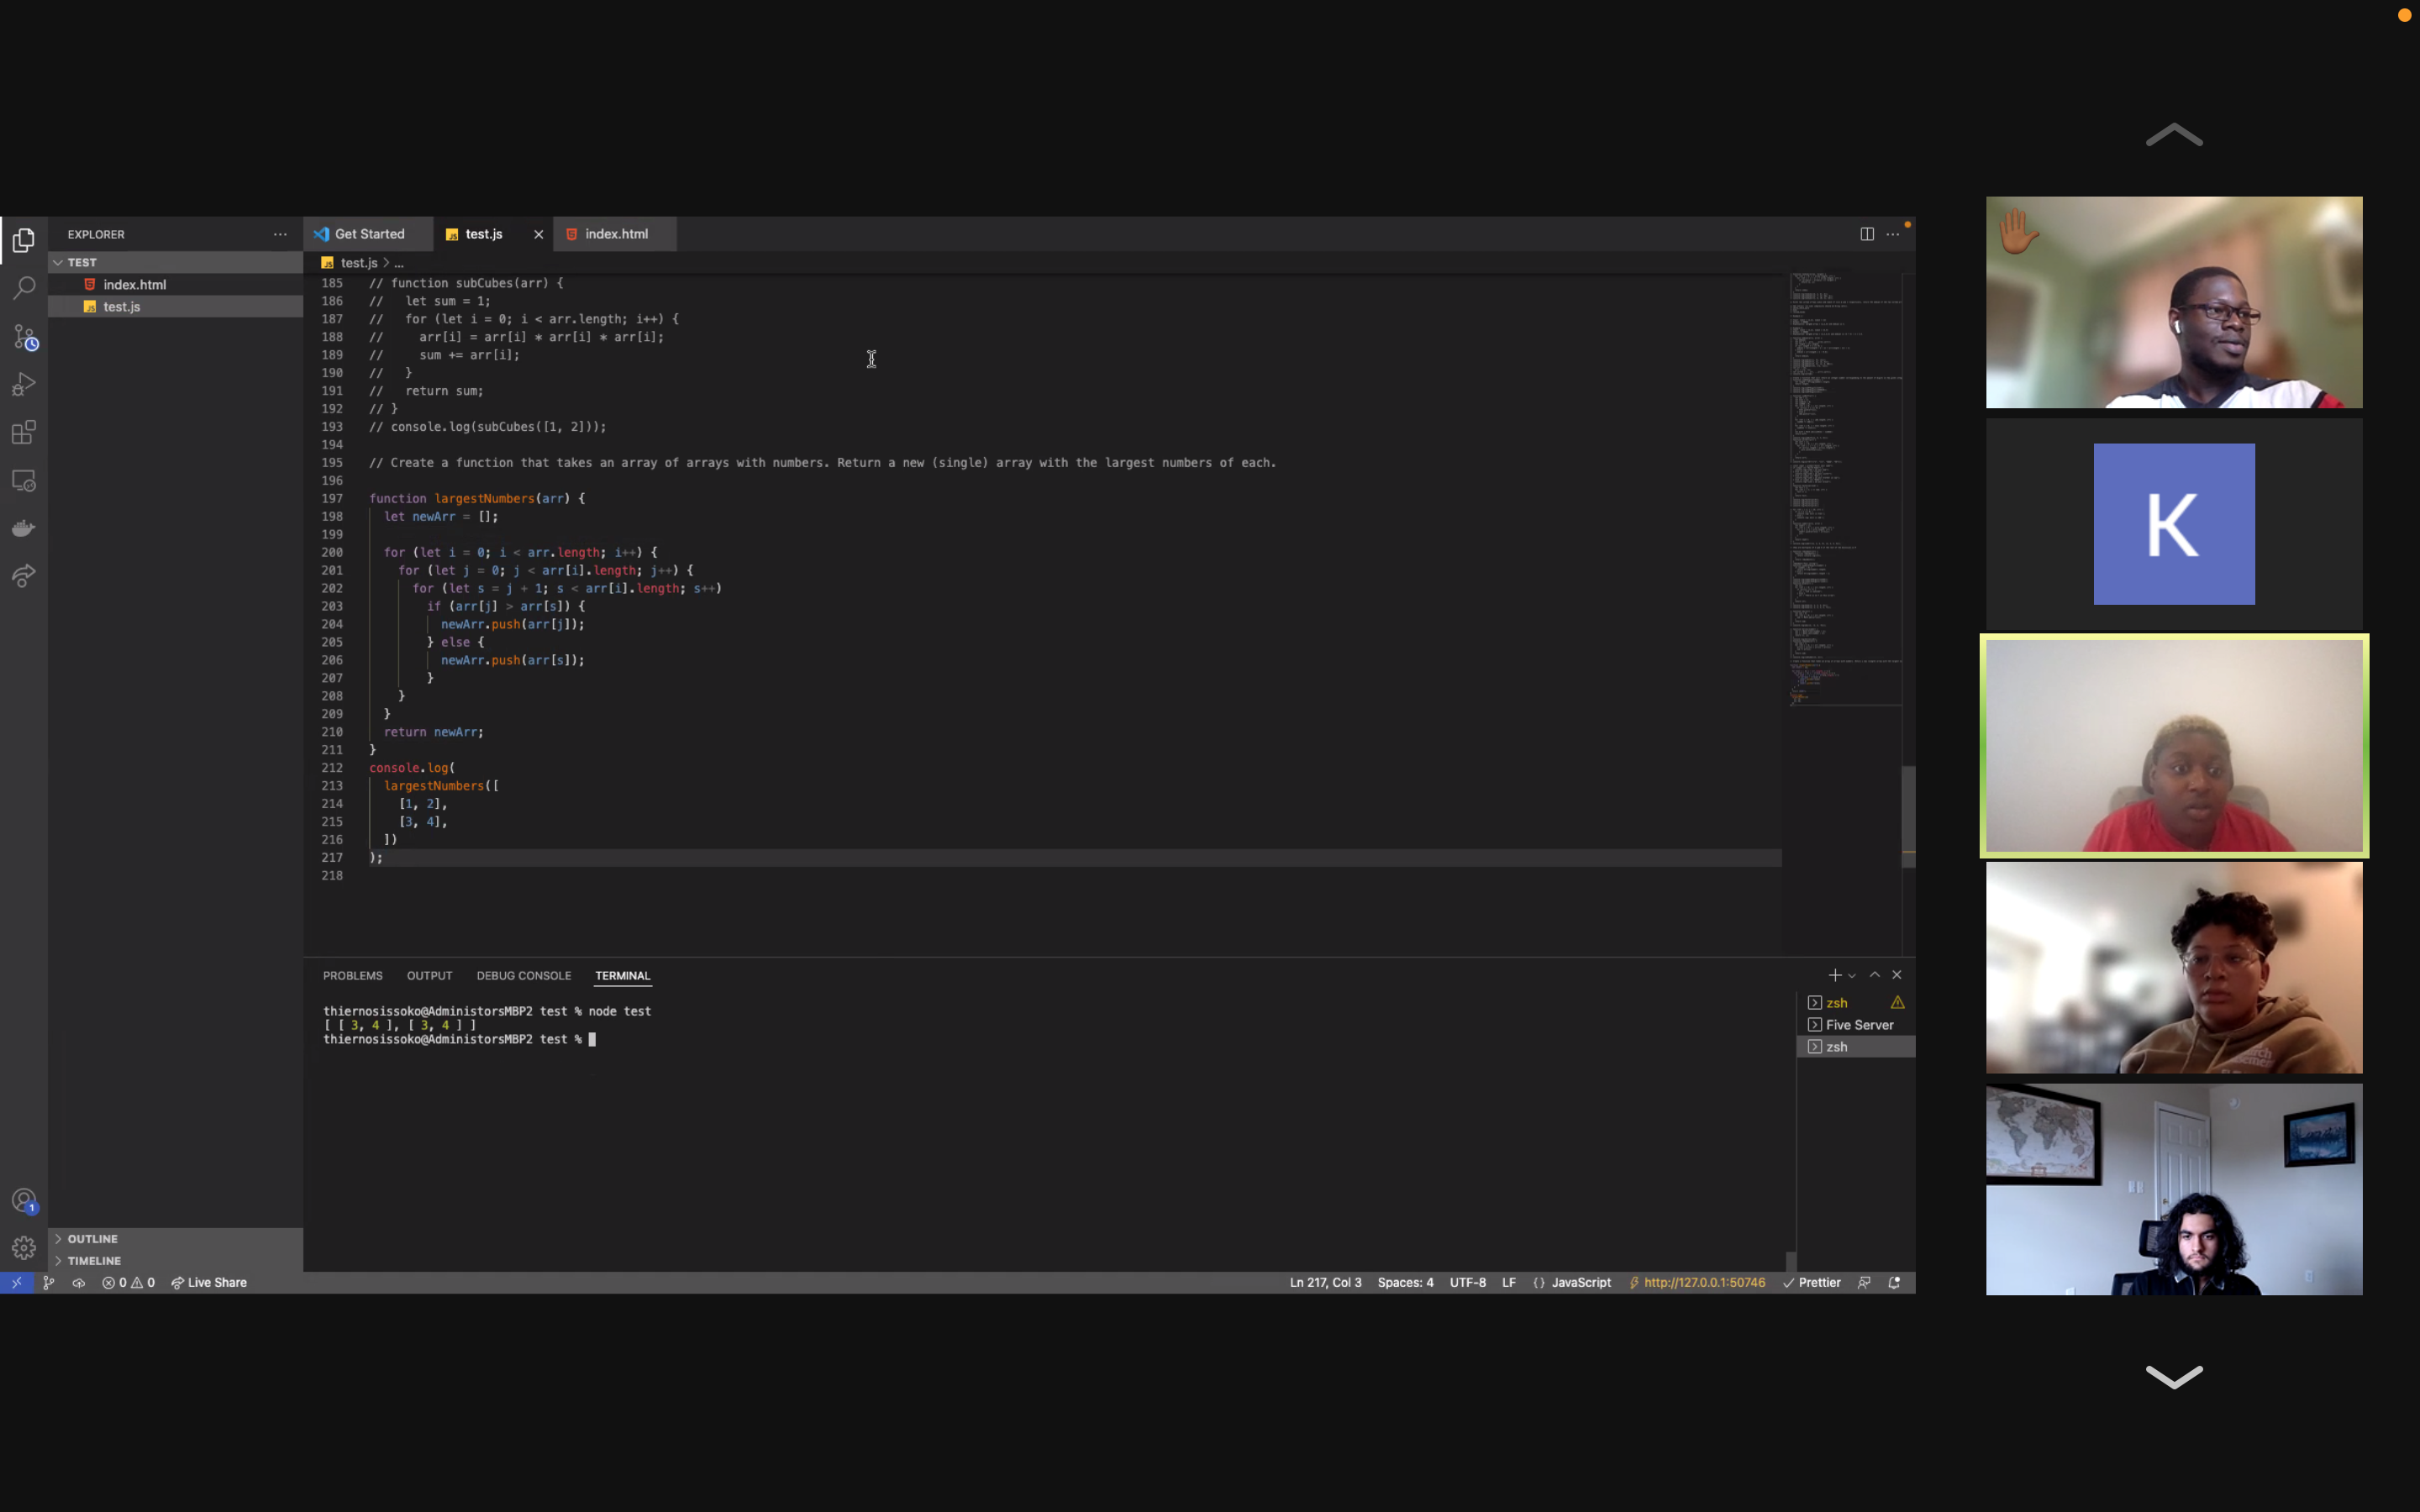 EXPLORER
TEST
index.html
test.js
OUTLINE
TIMELINE
Get Started
test.js
index.html
test.js > ...
185 // function subCubes(arr) {
186 //   let sum = 1;
187 //   for (let i = 0; i < arr.length; i++) {
188 //     arr[i] = arr[i] * arr[i] * arr[i];
189 //     sum += arr[i];
190 //   }
191 //   return sum;
192 // }
193 // console.log(subCubes([1, 2]));
194
195 // Create a function that takes an array of arrays with numbers. Return a new (single) array with the largest numbers of each.
196
197 function largestNumbers(arr) {
198   let newArr = [];
199
200   for (let i = 0; i < arr.length; i++) {
201     for (let j = 0; j < arr[i].length; j++) {
202       for (let s = j + 1; s < arr[i].length; s++)
203         if (arr[j] > arr[s]) {
204           newArr.push(arr[j]);
205         } else {
206           newArr.push(arr[s]);
207         }
208     }
209   }
210   return newArr;
211 }
212 console.log(
213   largestNumbers([
214     [1, 2],
215     [3, 4],
216   ])
217 );
218
PROBLEMS OUTPUT DEBUG CONSOLE TERMINAL
thiernosissoko@AdministorsMBP2 test % node test
[ [ 3, 4 ], [ 3, 4 ] ]
thiernosissoko@AdministorsMBP2 test %
zsh
Five Server
zsh
1
0 0 Live Share
Ln 217, Col 3 Spaces: 4 UTF-8 LF {} JavaScript http://127.0.0.1:50746 Prettier
K